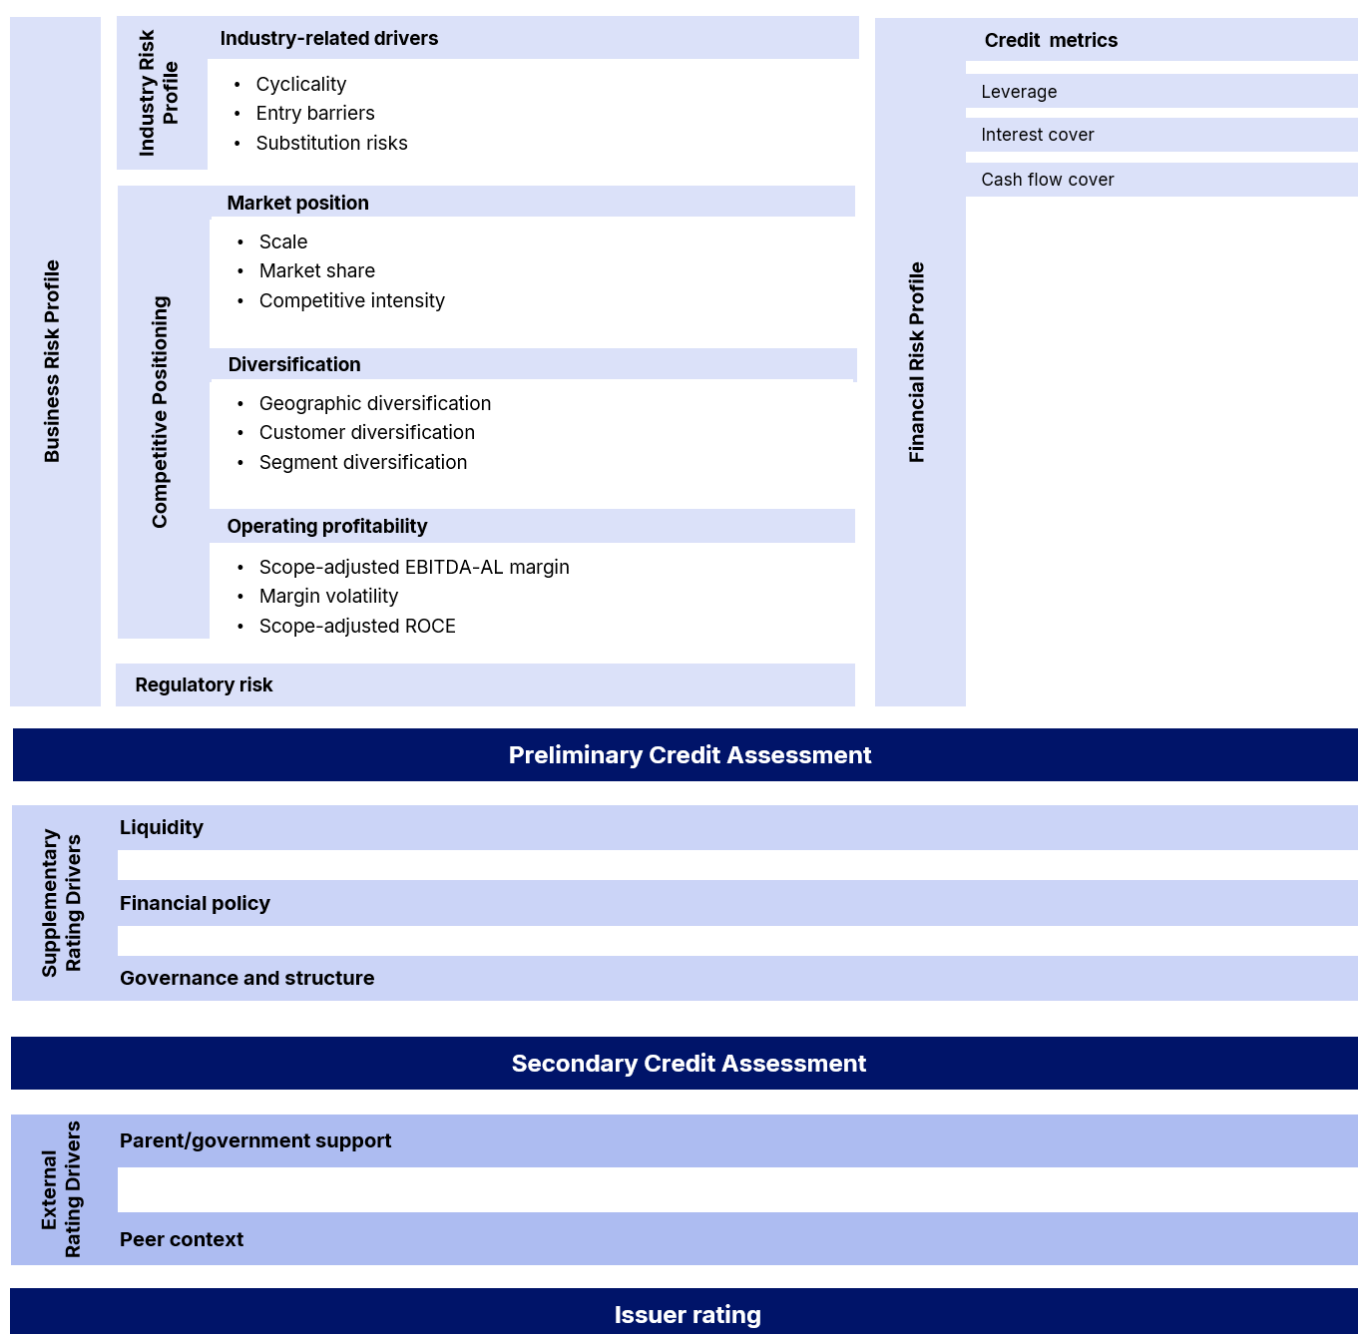 Business Risk Profile
Industry Risk
Profile
Industry-related drivers
• Cyclicality
• Entry barriers
• Substitution risks
Competitive Positioning
Market position
• Scale
• Market share
• Competitive intensity
Diversification
• Geographic diversification
• Customer diversification
• Segment diversification
Operating profitability
• Scope-adjusted EBITDA-AL margin
• Margin volatility
• Scope-adjusted ROCE
Regulatory risk
Financial Risk Profile
Credit metrics
Leverage
Interest cover
Cash flow cover
Preliminary Credit Assessment
Supplementary
Rating Drivers
Liquidity
Financial policy
Governance and structure
Secondary Credit Assessment
External
Rating Drivers
Parent/government support
Peer context
Issuer rating